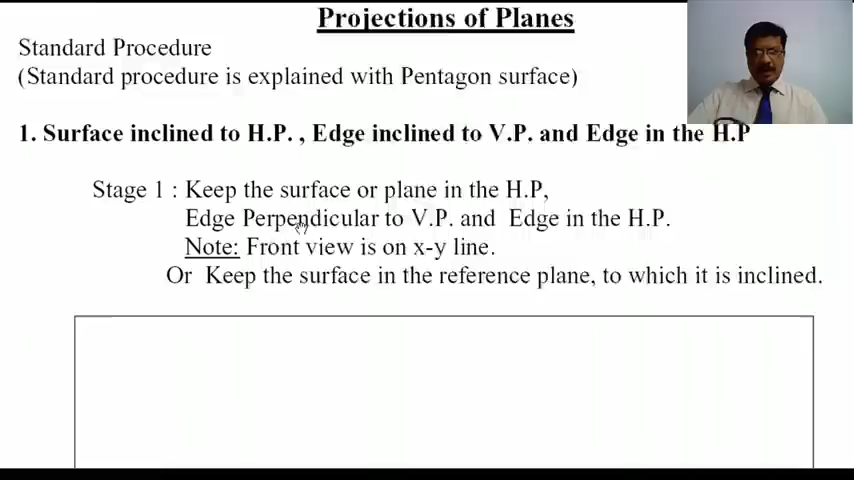 Projections of Planes
Standard Procedure
(Standard procedure is explained with Pentagon surface)
1. Surface inclined to H.P. , Edge inclined to V.P. and Edge in the H.P
Stage 1 : Keep the surface or plane in the H.P,
Edge Perpendicular to V.P. and Edge in the H.P.
Note: Front view is on x-y line.
Or Keep the surface in the reference plane, to which it is inclined.